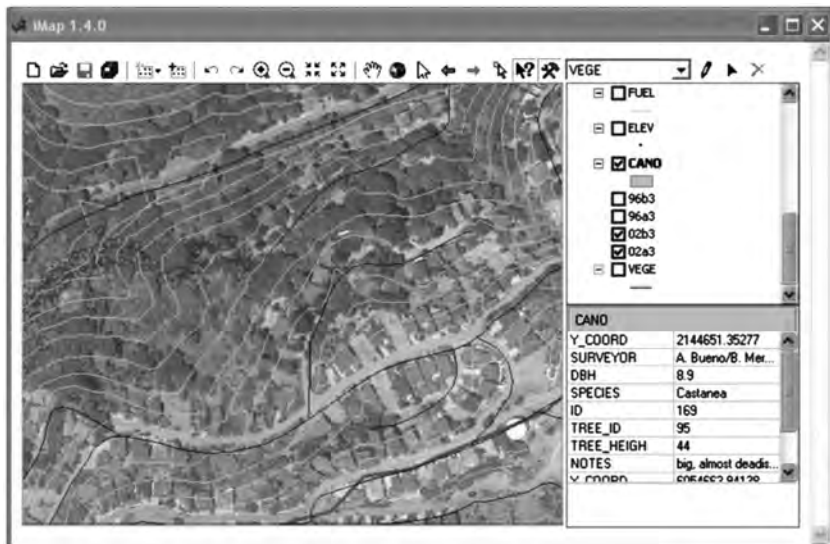 iMap 1.4.0
VEGE
FUEL
ELEV
CANO
96b3
96a3
02b3
02a3
VEGE
CANO
Y_COORD 2144651.35277
SURVEYOR A. Bueno/B. Mer...
DBH 8.9
SPECIES Castanea
ID 169
TREE_ID 95
TREE_HEIGH 44
NOTES big, almost deadis...